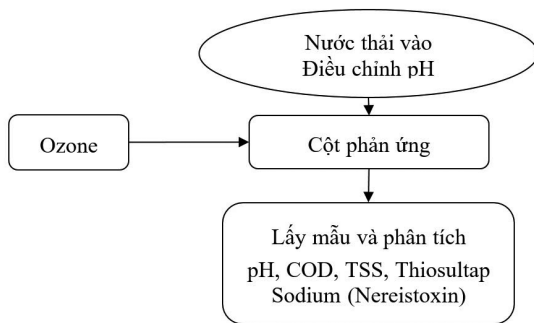 Nước thải vào
Điều chỉnh pH
Ozone
Cột phản ứng
Lấy mẫu và phân tích
pH, COD, TSS, Thiosultap
Sodium (Nereistoxin)